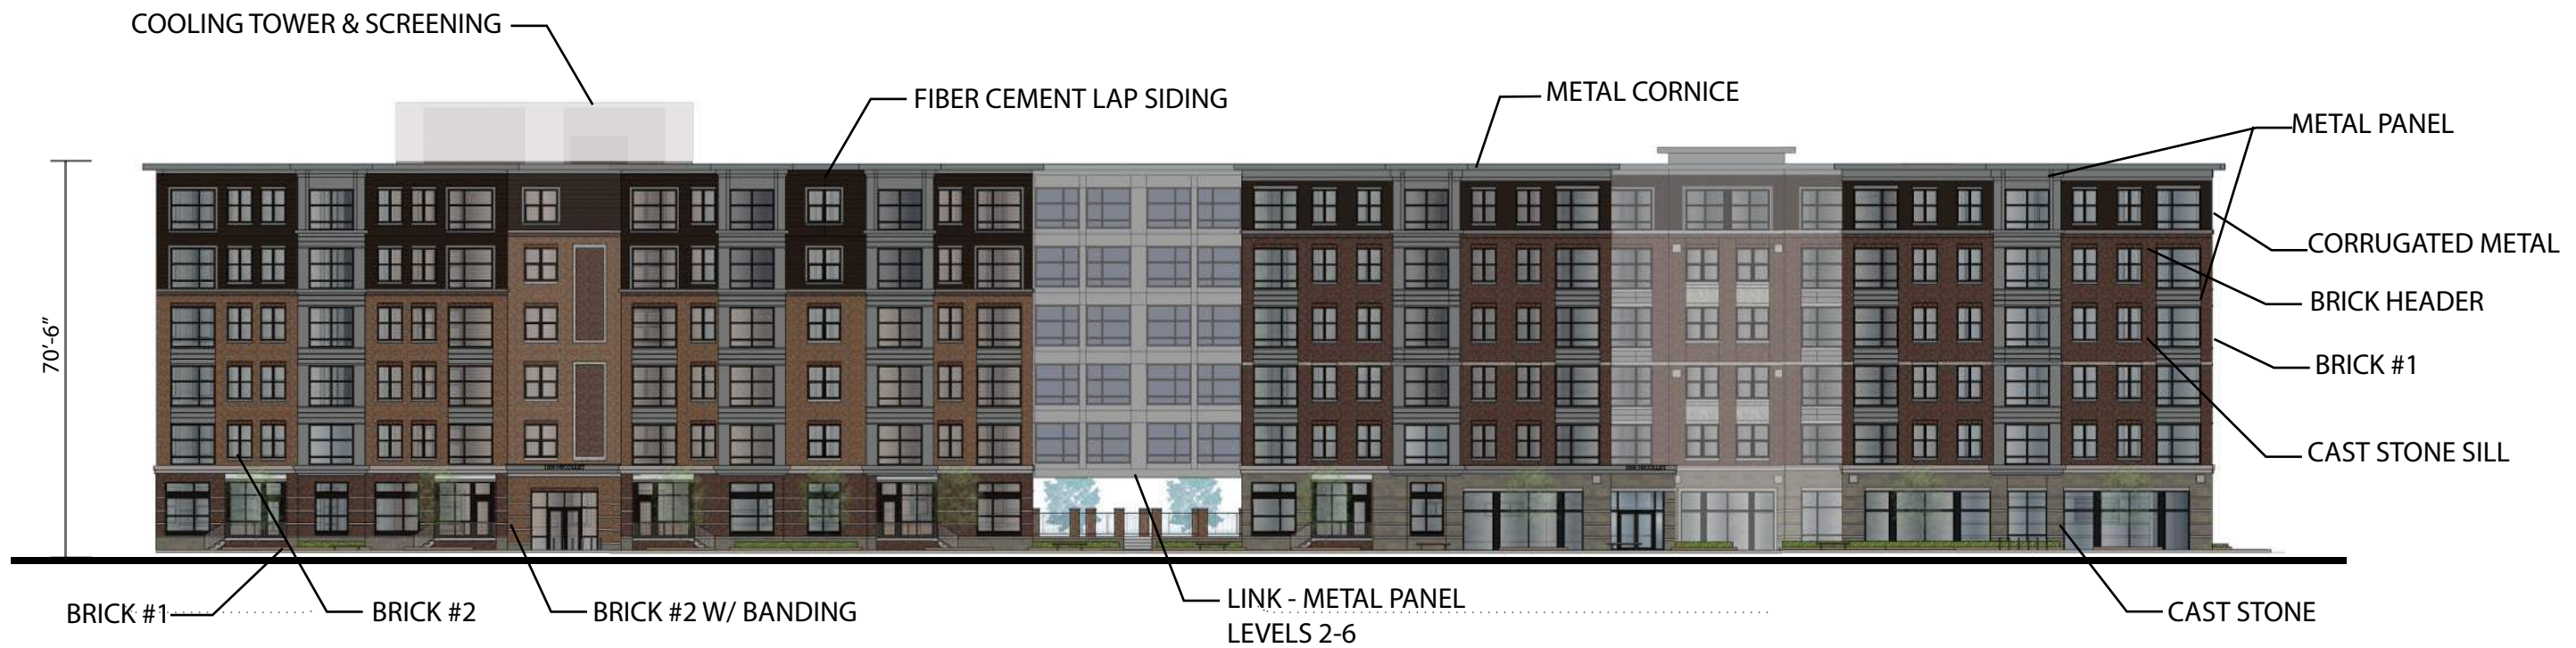 COOLING TOWER & SCREENING
FIBER CEMENT LAP SIDING
METAL CORNICE
METAL PANEL
CORRUGATED METAL
BRICK HEADER
BRICK #1
CAST STONE SILL
70'-6"
BRICK #1
BRICK #2
BRICK #2 W/ BANDING
LINK - METAL PANEL
LEVELS 2-6
CAST STONE